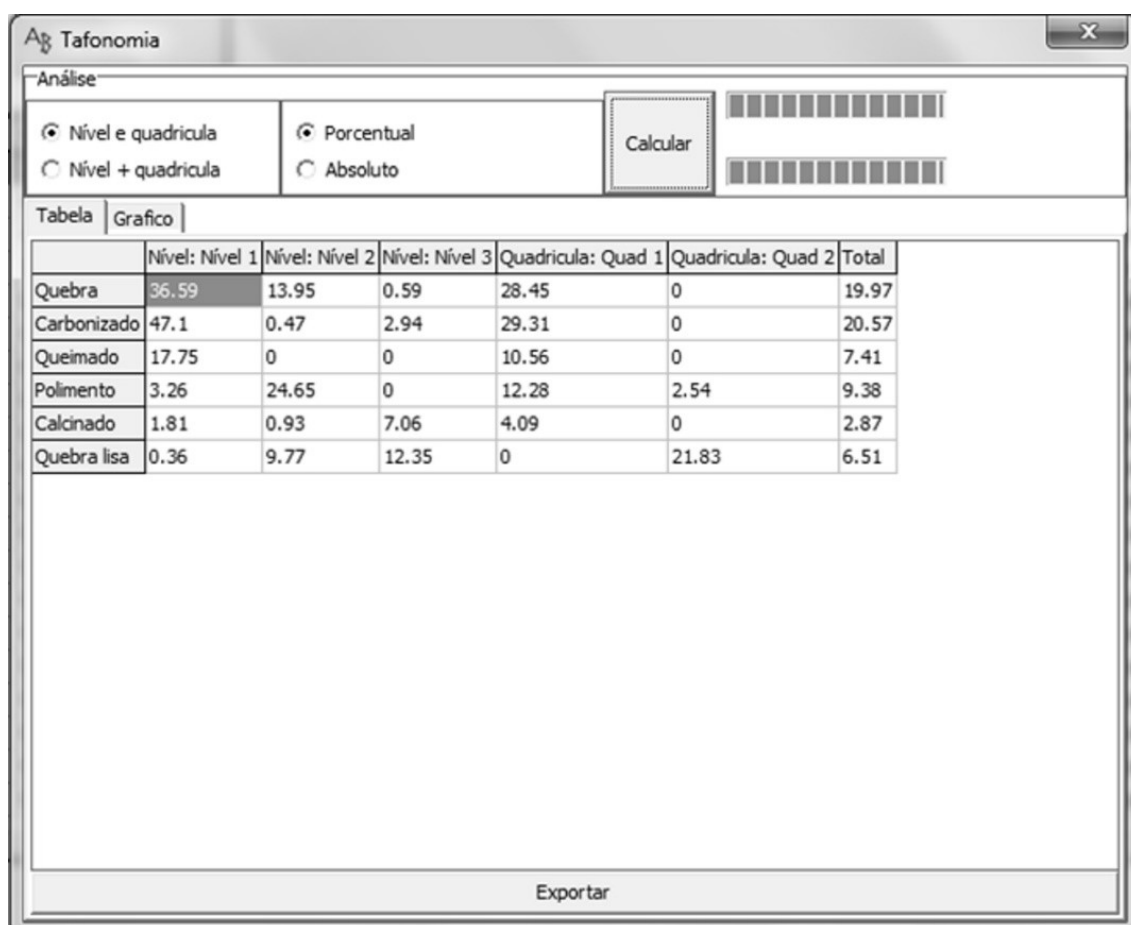 AB Tafonomia
Análise
Nível e quadricula Porcentual
Calcular
Nível + quadricula Absoluto
Tabela Grafico
Nível: Nível 1 Nível: Nível 2 Nível: Nível 3 Quadricula: Quad 1 Quadricula: Quad 2 Total
Quebra 36.59 13.95 0.59 28.45 0 19.97
Carbonizado 47.1 0.47 2.94 29.31 0 20.57
Queimado 17.75 0 0 10.56 0 7.41
Polimento 3.26 24.65 0 12.28 2.54 9.38
Calcinado 1.81 0.93 7.06 4.09 0 2.87
Quebra lisa 0.36 9.77 12.35 0 21.83 6.51
Exportar